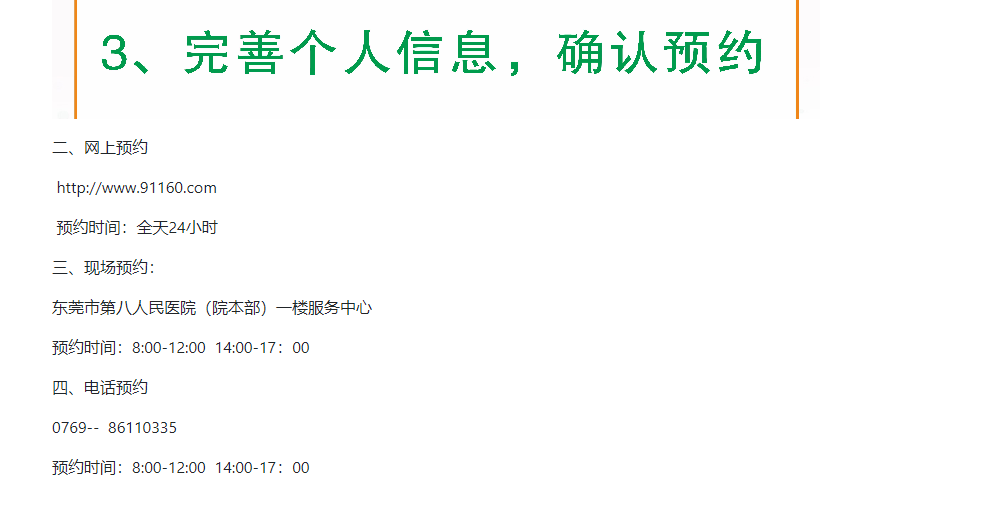 3、完善个人信息，确认预约
二、网上预约
http://www.91160.com
预约时间：全天24小时
三、现场预约：
东莞市第八人民医院（院本部）一楼服务中心
预约时间：8:00-12:00  14:00-17：00
四、电话预约
0769--  86110335
预约时间：8:00-12:00  14:00-17：00